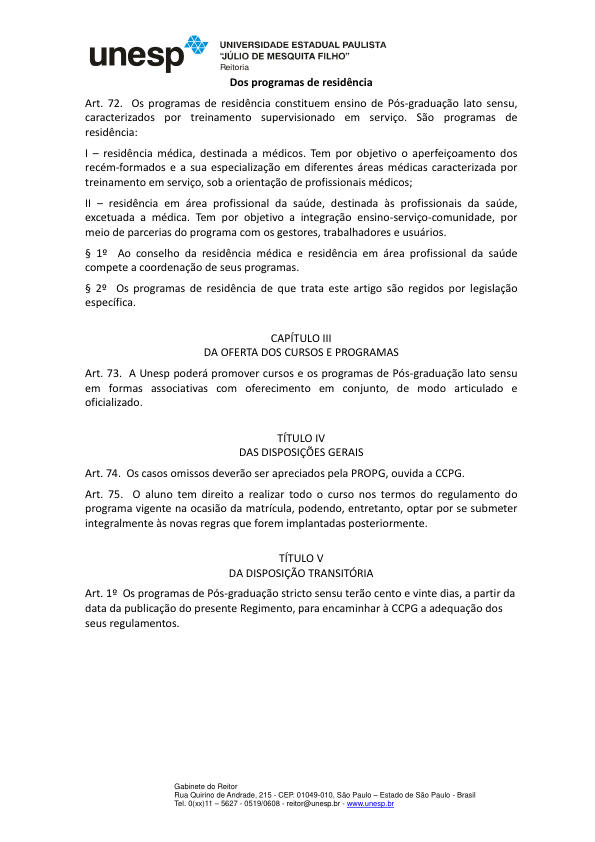 unesp
UNIVERSIDADE ESTADUAL PAULISTA
“JÚLIO DE MESQUITA FILHO”
Reitoria
Dos programas de residência
Art. 72. Os programas de residência constituem ensino de Pós-graduação lato sensu,
caracterizados por treinamento supervisionado em serviço. São programas de
residência:
I – residência médica, destinada a médicos. Tem por objetivo o aperfeiçoamento dos
recém-formados e a sua especialização em diferentes áreas médicas caracterizada por
treinamento em serviço, sob a orientação de profissionais médicos;
II – residência em área profissional da saúde, destinada às profissionais da saúde,
excetuada a médica. Tem por objetivo a integração ensino-serviço-comunidade, por
meio de parcerias do programa com os gestores, trabalhadores e usuários.
§ 1º Ao conselho da residência médica e residência em área profissional da saúde
compete a coordenação de seus programas.
§ 2º Os programas de residência de que trata este artigo são regidos por legislação
específica.
CAPÍTULO III
DA OFERTA DOS CURSOS E PROGRAMAS
Art. 73. A Unesp poderá promover cursos e os programas de Pós-graduação lato sensu
em formas associativas com oferecimento em conjunto, de modo articulado e
oficializado.
TÍTULO IV
DAS DISPOSIÇÕES GERAIS
Art. 74. Os casos omissos deverão ser apreciados pela PROPG, ouvida a CCPG.
Art. 75. O aluno tem direito a realizar todo o curso nos termos do regulamento do
programa vigente na ocasião da matrícula, podendo, entretanto, optar por se submeter
integralmente às novas regras que forem implantadas posteriormente.
TÍTULO V
DA DISPOSIÇÃO TRANSITÓRIA
Art. 1º Os programas de Pós-graduação stricto sensu terão cento e vinte dias, a partir da
data da publicação do presente Regimento, para encaminhar à CCPG a adequação dos
seus regulamentos.
Gabinete do Reitor
Rua Quirino de Andrade, 215 - CEP. 01049-010, São Paulo – Estado de São Paulo - Brasil
Tel. 0(xx)11 – 5627 - 0519/0608 - reitor@unesp.br - www.unesp.br